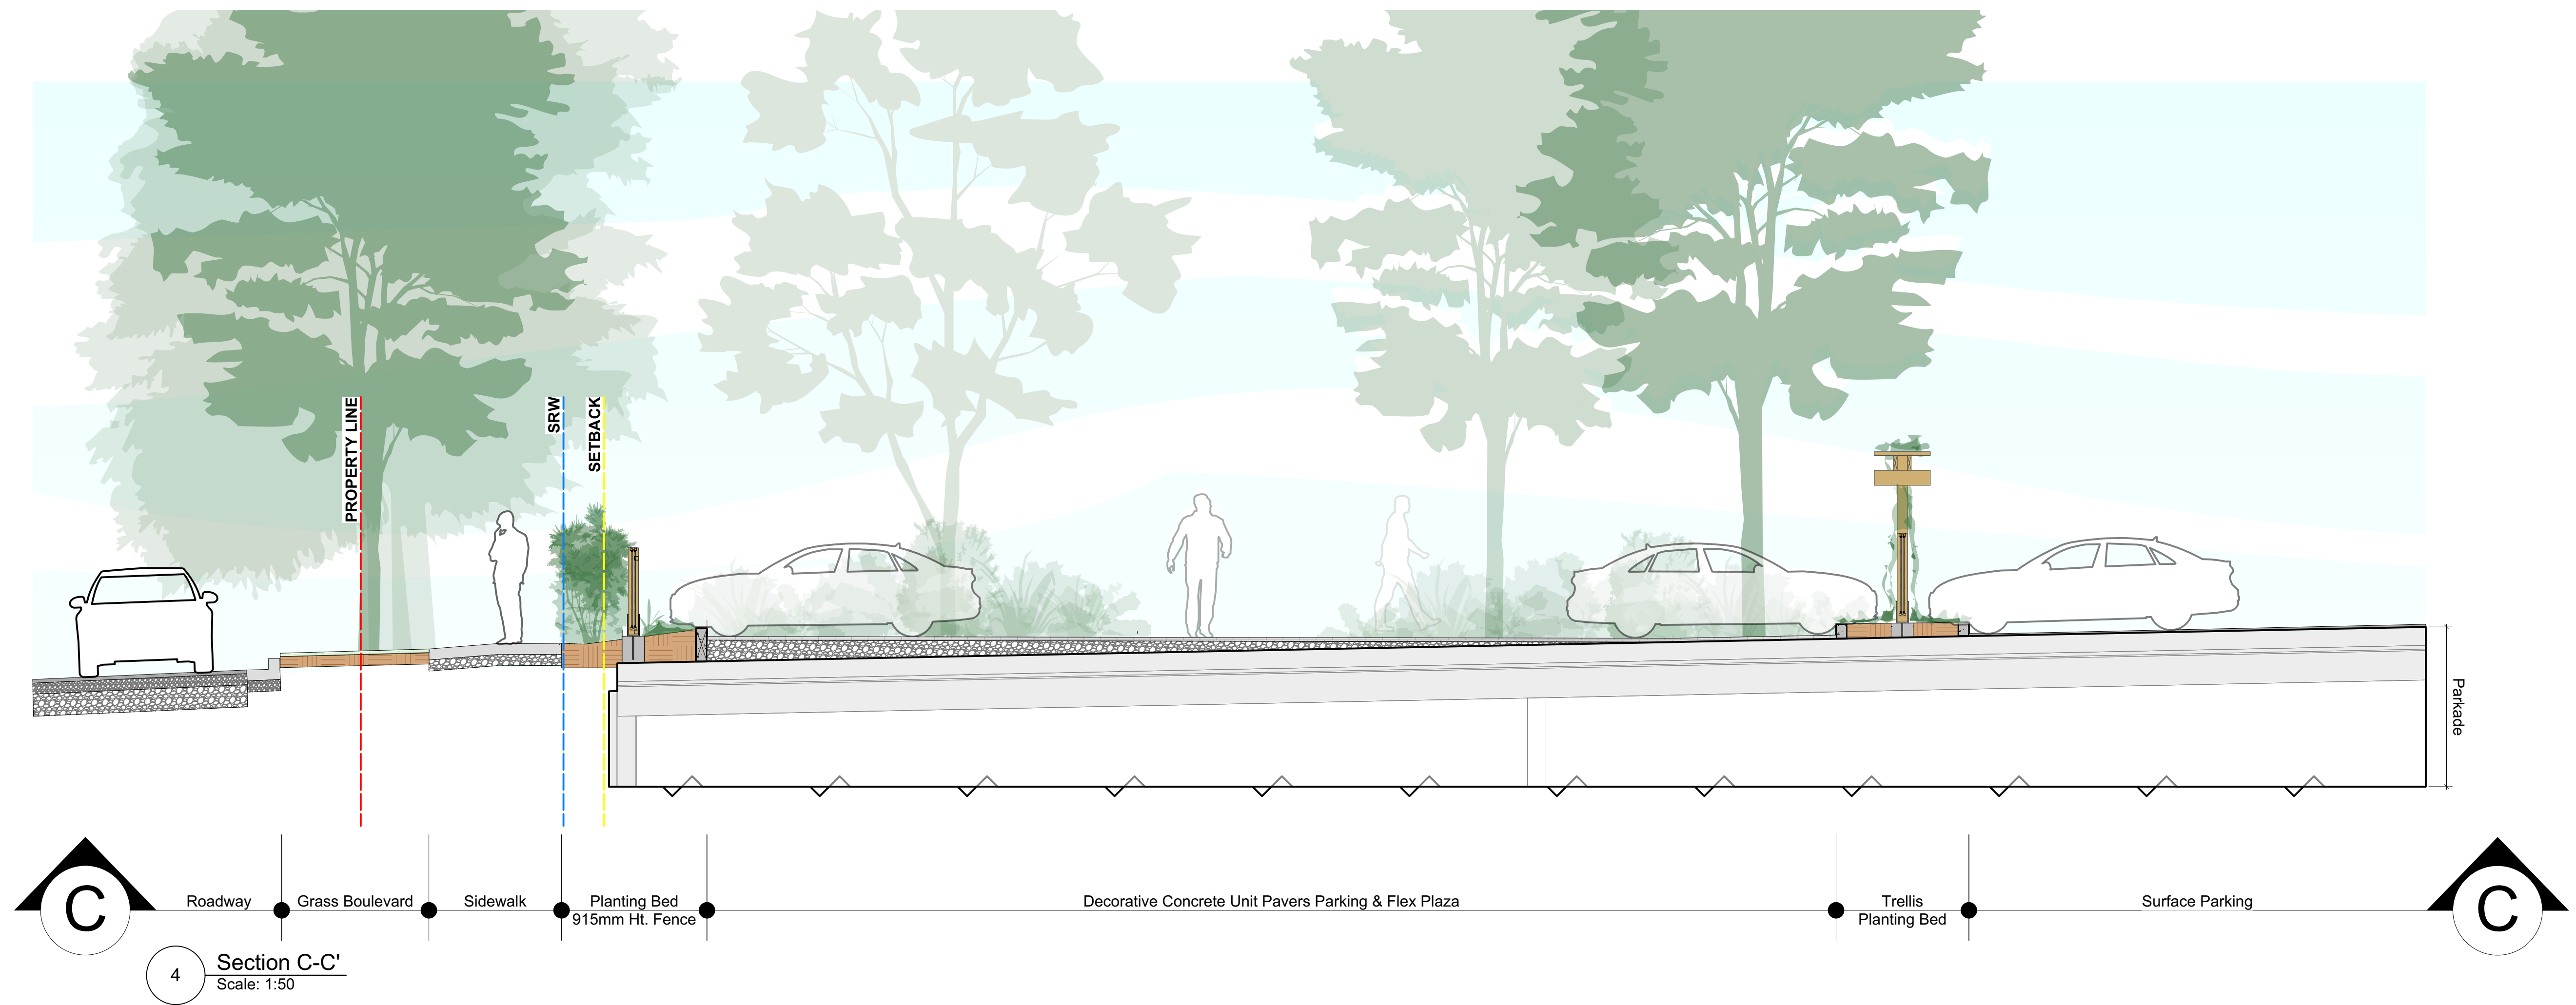 PROPERTY LINE
SRW
SETBACK
Parkade
C
Roadway
Grass Boulevard
Sidewalk
Planting Bed
915mm Ht. Fence
Decorative Concrete Unit Pavers Parking & Flex Plaza
Trellis
Planting Bed
Surface Parking
C
4
Section C-C'
Scale: 1:50